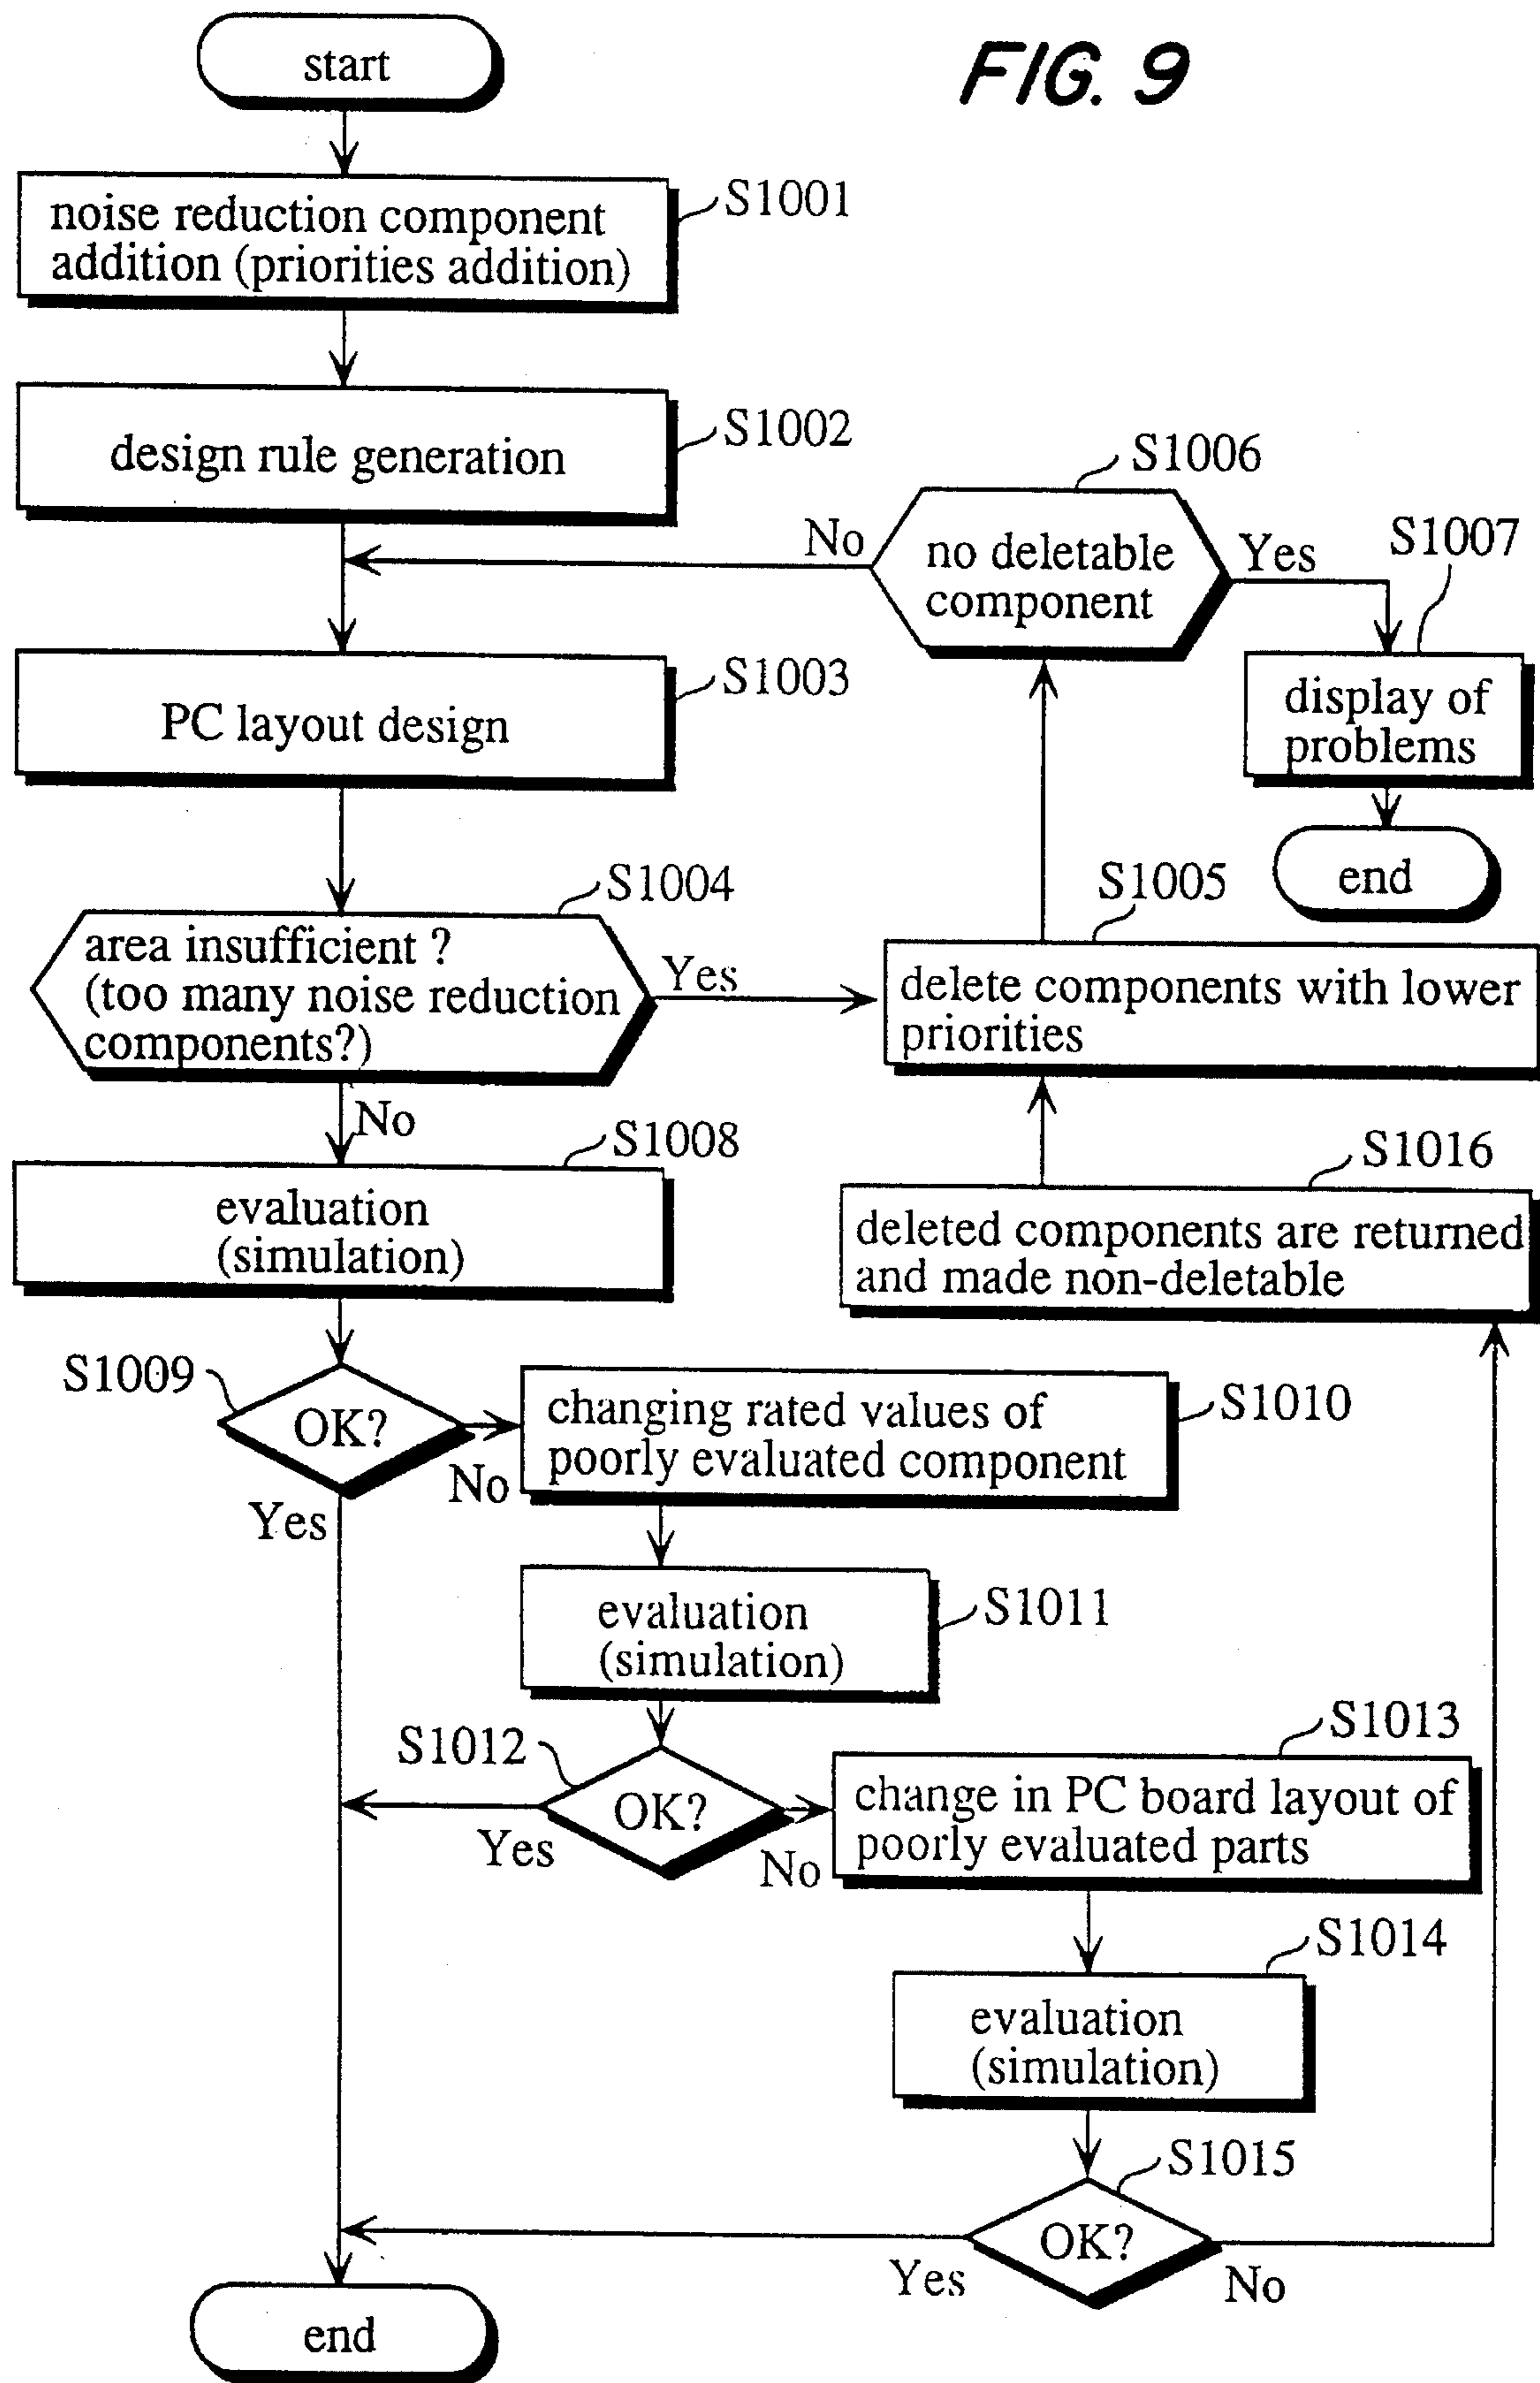 FIG. 9
start
S1001
noise reduction component
addition (priorities addition)
S1002
design rule generation
S1006
No
no deletable
component
Yes
S1007
S1003
PC layout design
display of
problems
end
S1004
area insufficient ?
(too many noise reduction
components?)
Yes
No
S1005
delete components with lower
priorities
S1008
evaluation
(simulation)
S1016
deleted components are returned
and made non-deletable
S1009
OK?
No
Yes
S1010
changing rated values of
poorly evaluated component
S1011
evaluation
(simulation)
S1012
OK?
Yes
No
S1013
change in PC board layout of
poorly evaluated parts
S1014
evaluation
(simulation)
S1015
OK?
Yes
No
end